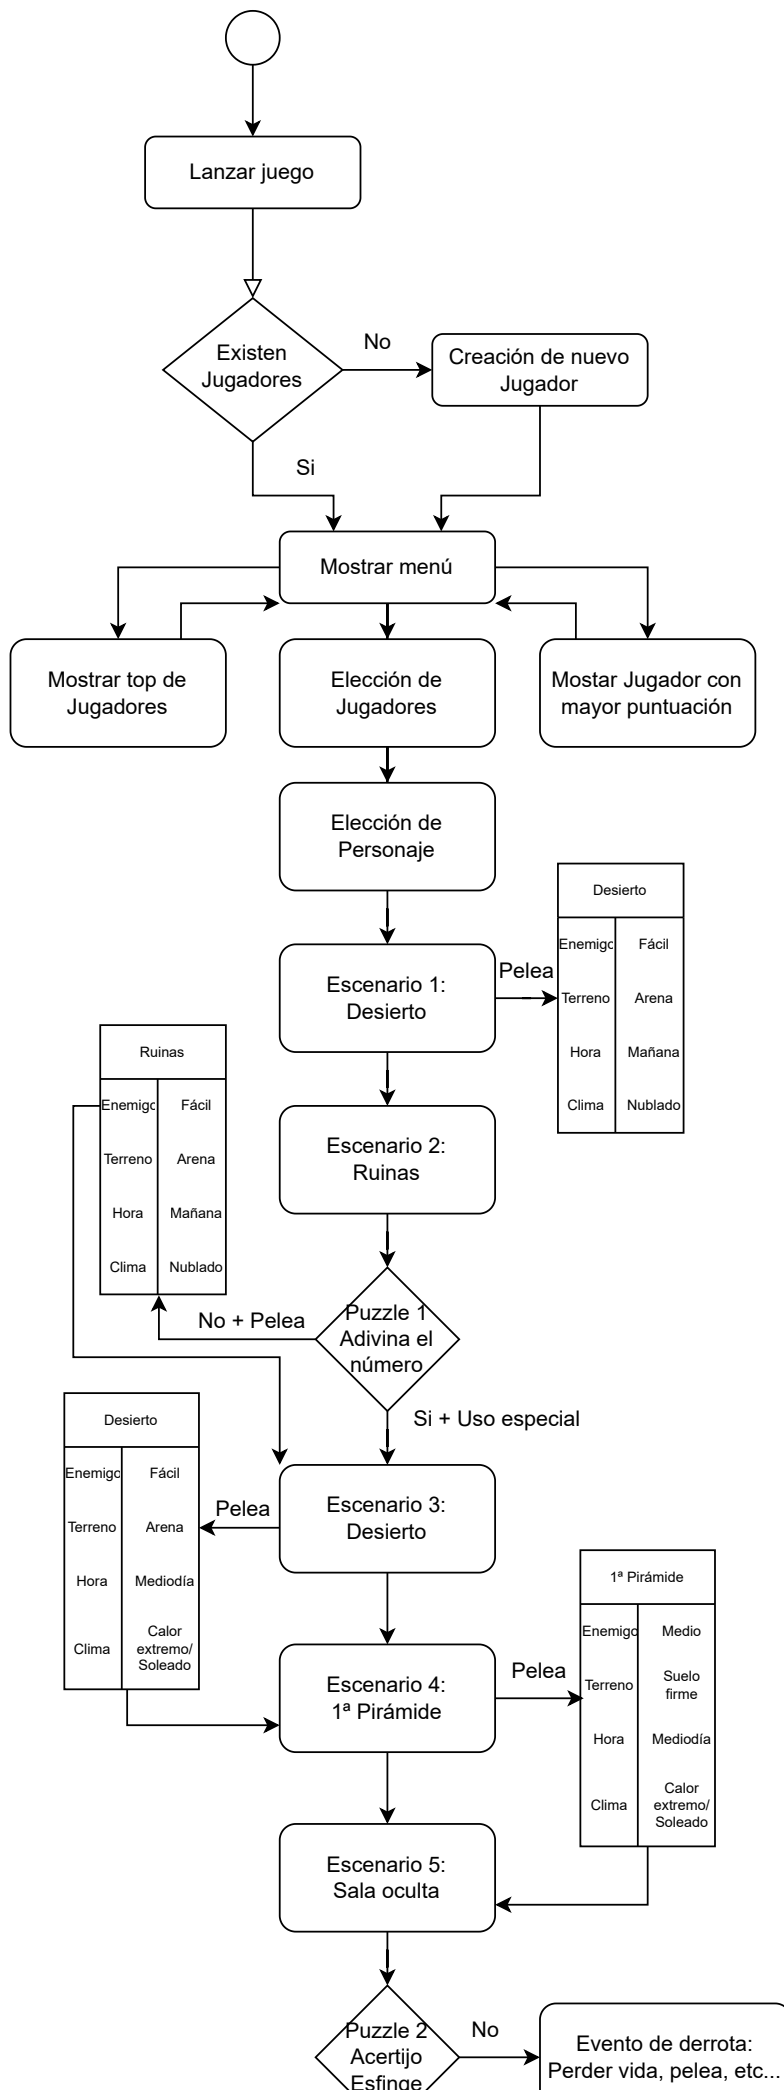 Lanzar juego
Existen
Jugadores
No
Creación de nuevo
Jugador
Si
Mostrar menú
Mostrar top de
Jugadores
Elección de
Jugadores
Mostar Jugador con
mayor puntuación
Elección de
Personaje
Desierto
Enemigo
Fácil
Terreno
Arena
Hora
Mañana
Clima
Nublado
Escenario 1:
Desierto
Pelea
Ruinas
Enemigo
Fácil
Terreno
Arena
Hora
Mañana
Clima
Nublado
Escenario 2:
Ruinas
Puzzle 1
Adivina el
número
No + Pelea
Si + Uso especial
Desierto
Enemigo
Fácil
Terreno
Arena
Hora
Mediodía
Clima
Calor
extremo/
Soleado
Pelea
Escenario 3:
Desierto
1ª Pirámide
Enemigo
Medio
Terreno
Suelo
firme
Hora
Mediodía
Clima
Calor
extremo/
Soleado
Escenario 4:
1ª Pirámide
Pelea
Escenario 5:
Sala oculta
Puzzle 2
Acertijo
Esfinge
No
Evento de derrota:
Perder vida, pelea, etc...